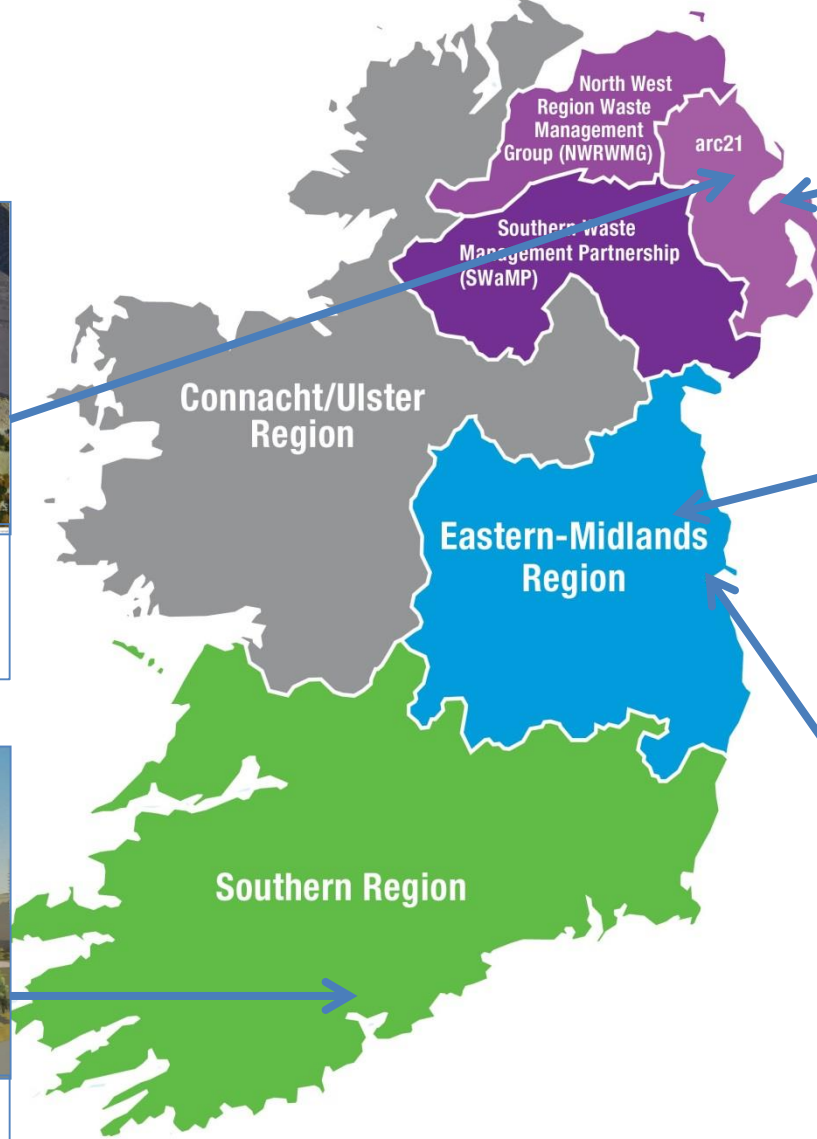 North West
Region Waste
Management
Group (NWRWMG)
arc21
Southern Waste
Management Partnership
(SWaMP)
Connacht/Ulster
Region
Eastern-Midlands
Region
Southern Region